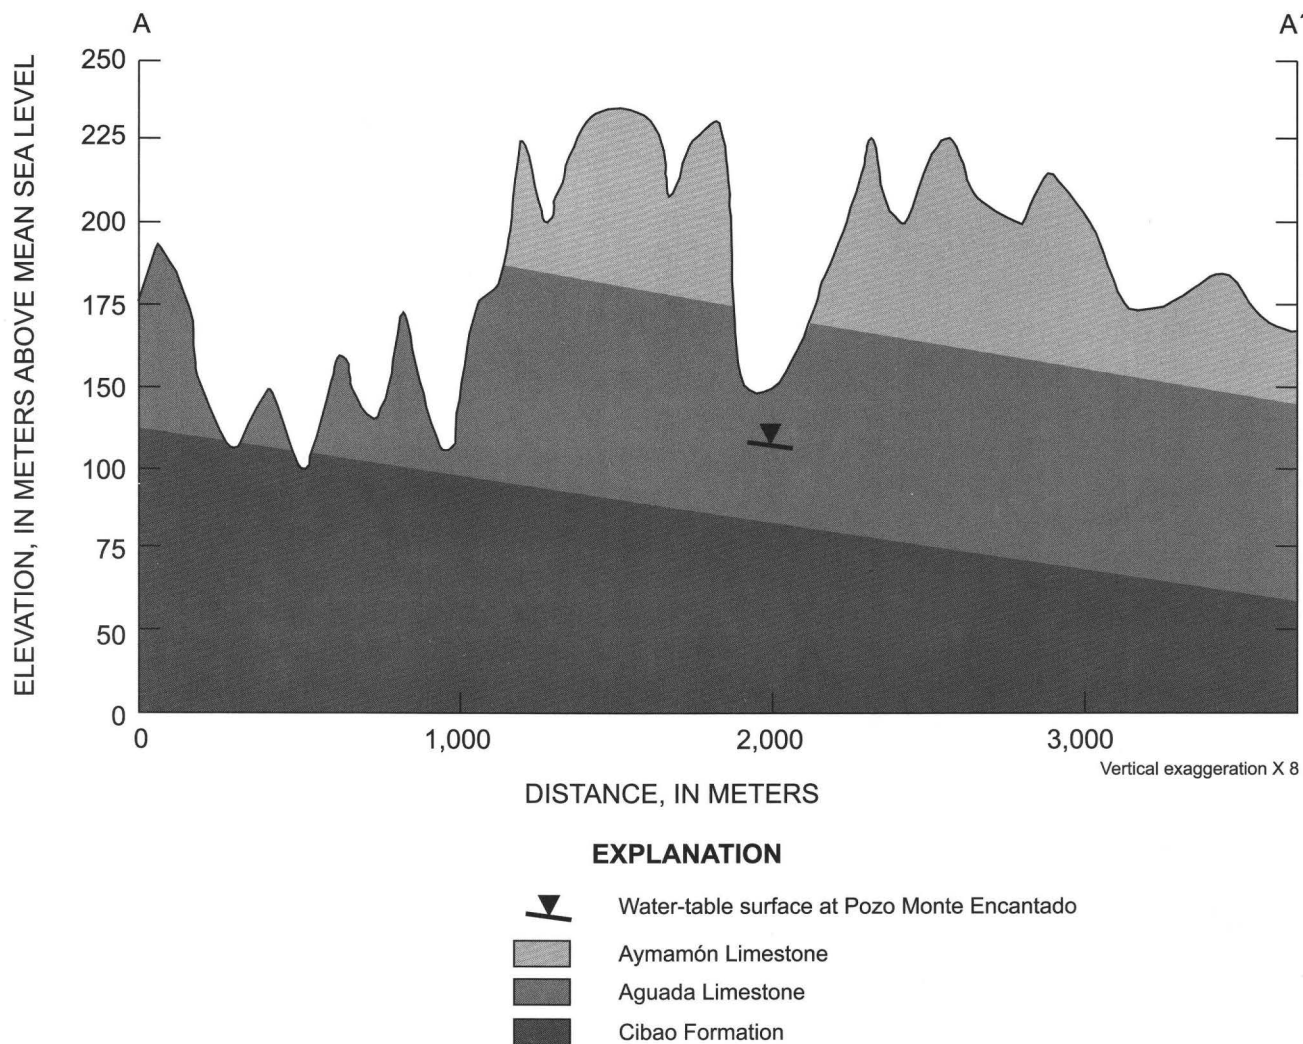 A A´
250
225
200
175
150
100
75
50
0
ELEVATION, IN METERS ABOVE MEAN SEA LEVEL
0 1,000 2,000 3,000
Vertical exaggeration X 8
DISTANCE, IN METERS
EXPLANATION
Water-table surface at Pozo Monte Encantado
Aymamón Limestone
Aguada Limestone
Cibao Formation